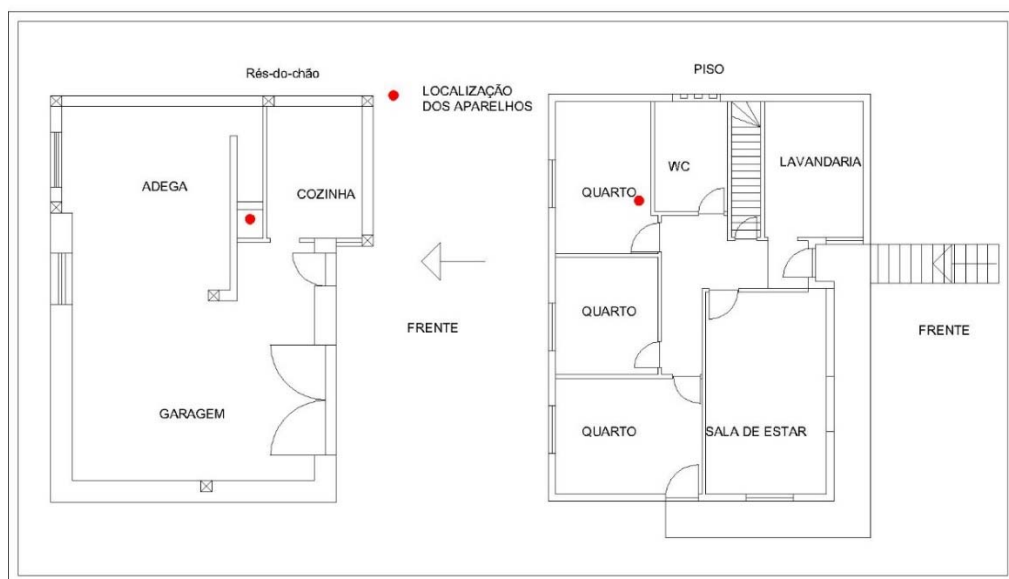 Rés-do-chão
LOCALIZAÇÃO
DOS APARELHOS
ADEGA
COZINHA
FRENTE
GARAGEM
PISO
WC
LAVANDARIA
QUARTO
QUARTO
FRENTE
QUARTO
SALA DE ESTAR